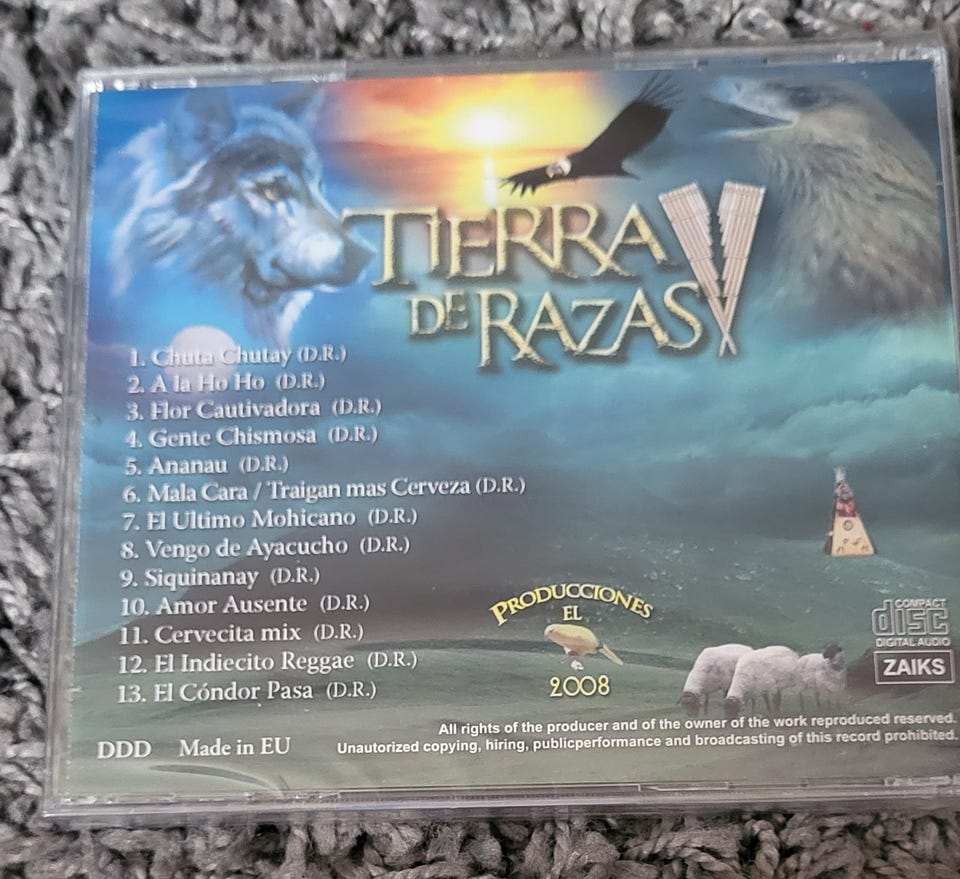 TIERRA
DE RAZAS
1. Chuta Chutay (D.R.)
2. A la Ho Ho (D.R.)
3. Flor Cautivadora (D.R.)
4. Gente Chismosa (D.R.)
5. Ananau (D.R.)
6. Mala Cara / Traigan mas Cerveza (D.R.)
7. El Ultimo Mohicano (D.R.)
8. Vengo de Ayacucho (D.R.)
9. Siquinanay (D.R.)
10. Amor Ausente (D.R.)
11. Cervecita mix (D.R.)
12. El Indiecito Reggae (D.R.)
13. El Cóndor Pasa (D.R.)
PRODUCCIONES
EL
2008
COMPACT
disc
DIGITAL AUDIO
ZAIKS
All rights of the producer and of the owner of the work reproduced reserved.
Unautorized copying, hiring, publicperformance and broadcasting of this record prohibited.
DDD Made in EU